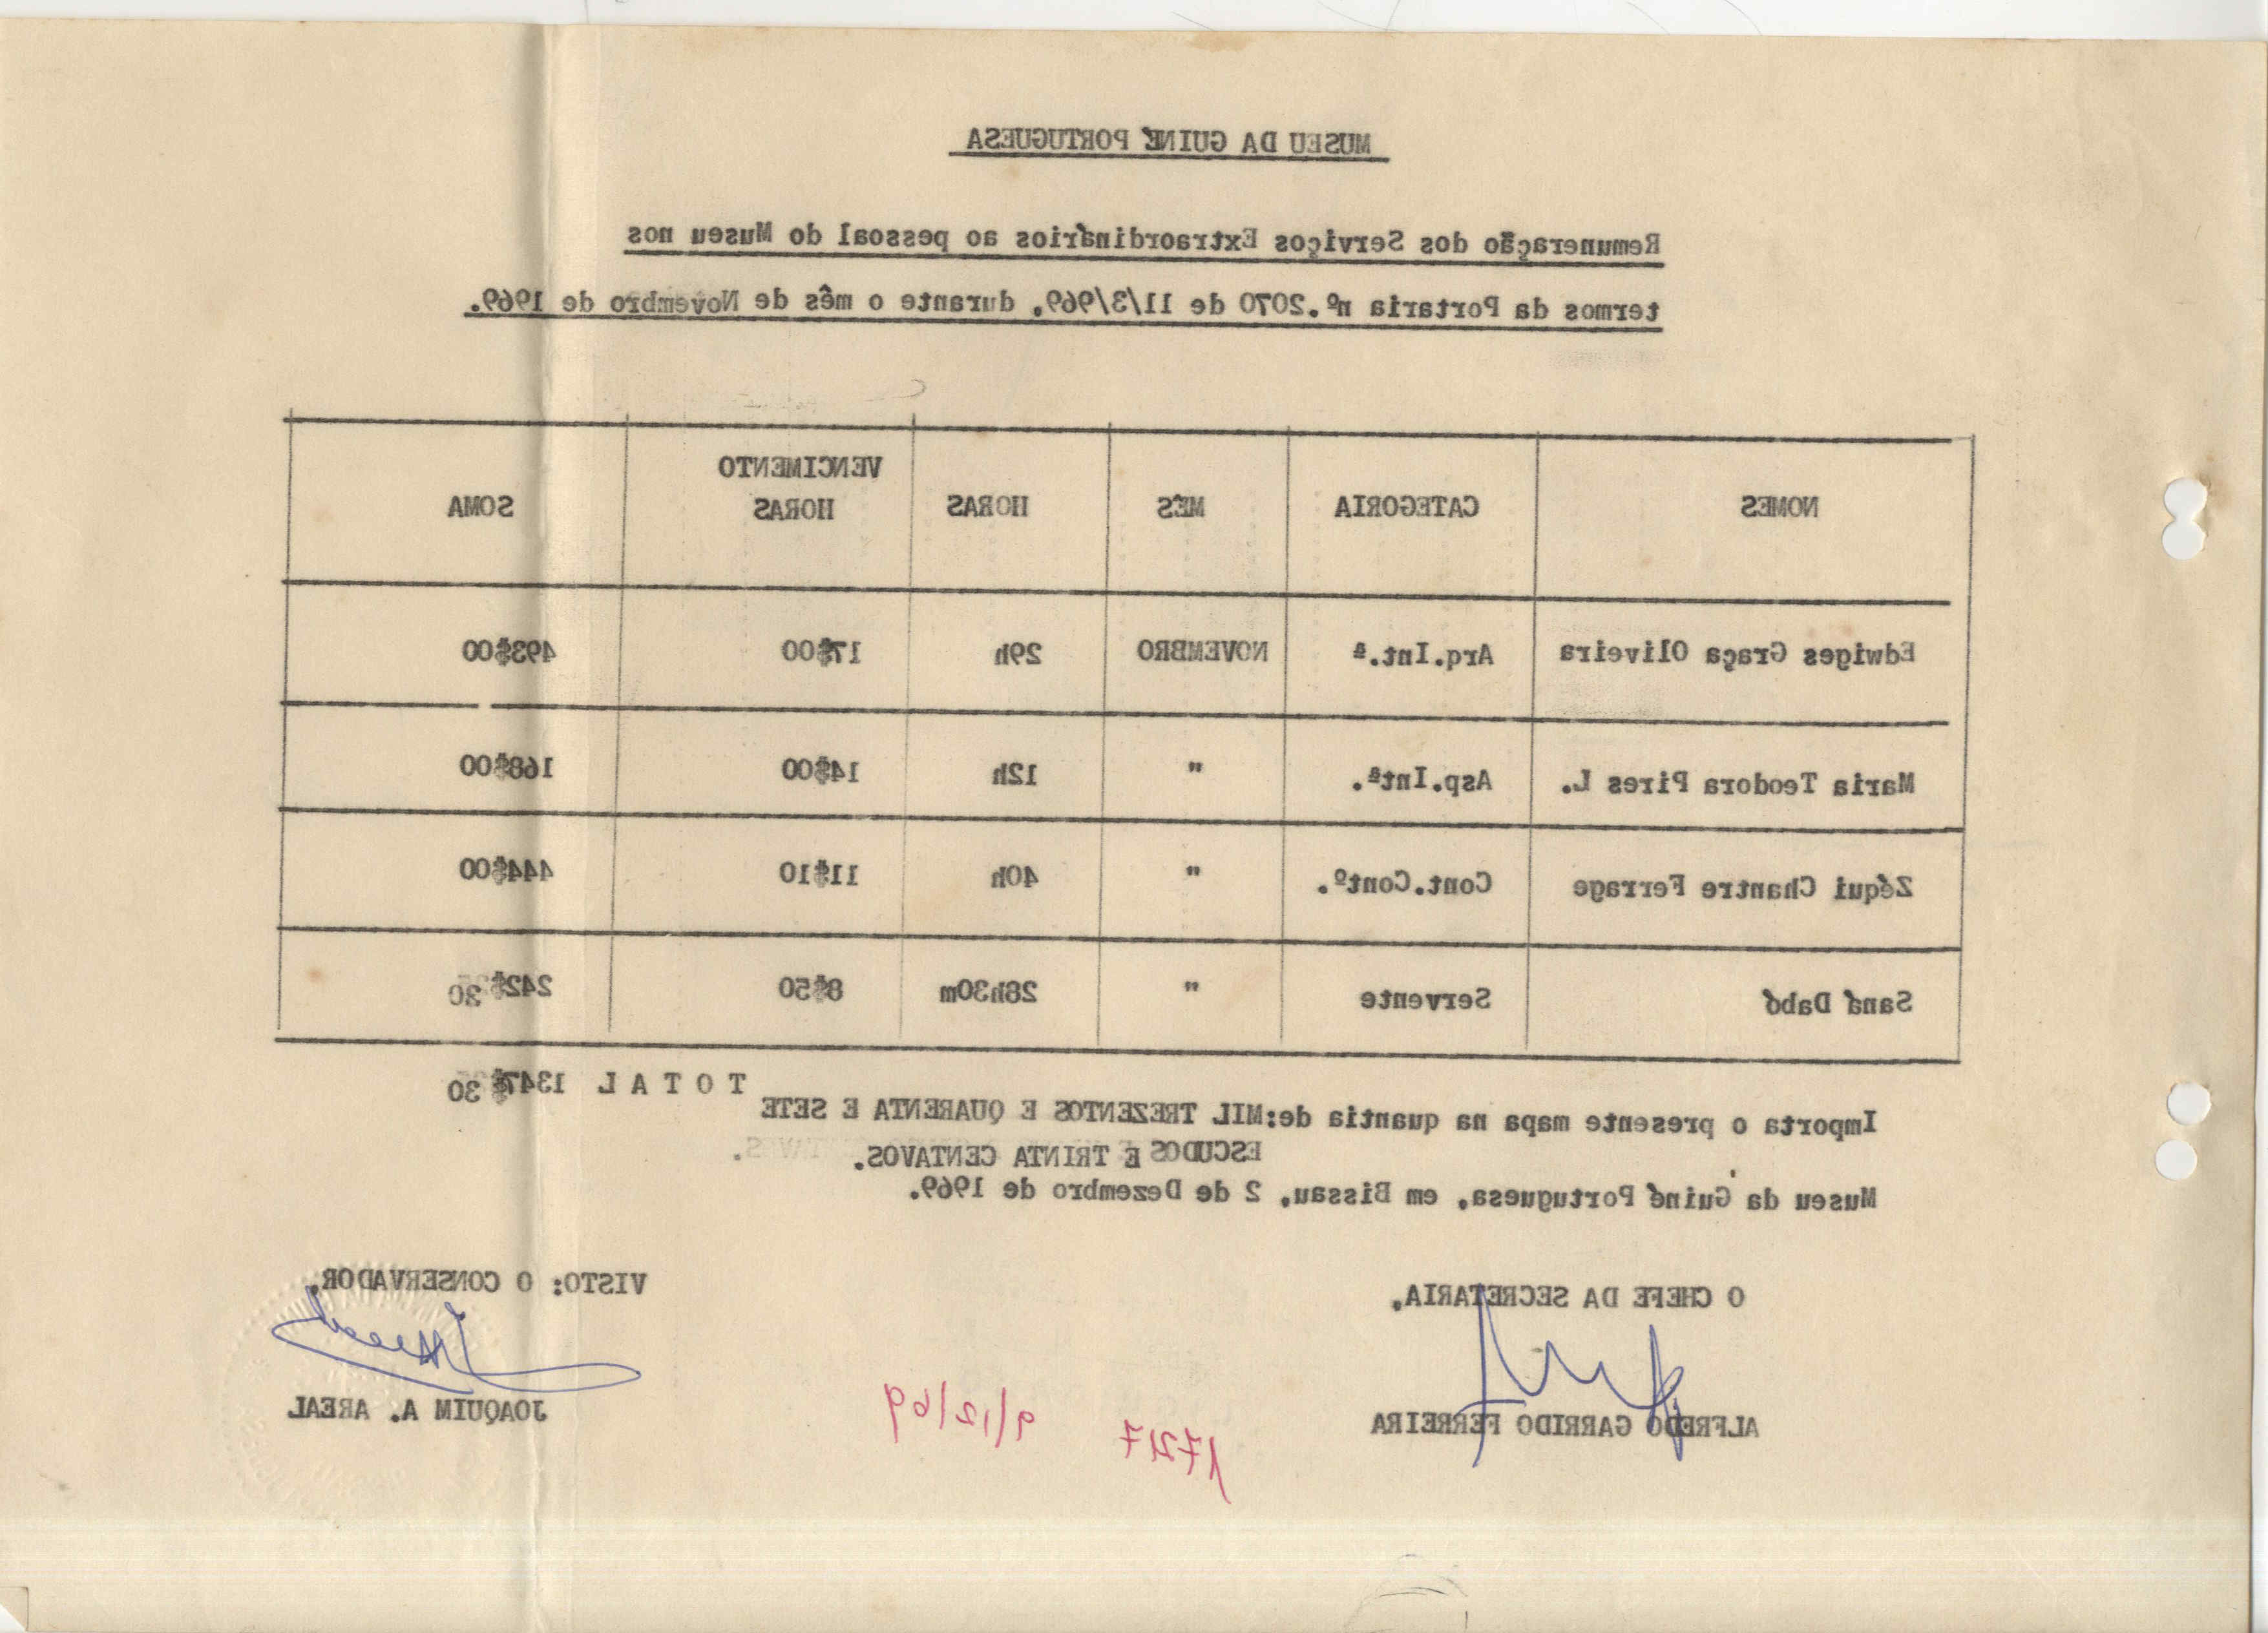 MUSEU DA GUINÉ PORTUGUESA
Remuneração dos Serviços Extraordinários ao pessoal do Museu nos
termos da Portaria nº.2070 de 11/3/969, durante o mês de Novembro de 1969.
NOMES CATEGORIA MÊS HORAS VENCIMENTO HORAS SOMA
Edwiges Graça Oliveira Arq.Int.ª NOVEMBRO 29h 17$00 493$00
Maria Teodora Pires L. Asp.Intª. " 12h 14$00 168$00
Zéqui Chantre Ferrage Cont.Contº. " 40h 11$10 444$00
Saná Dabó Servente " 28h30m 8$50 242$30
T O T A L 1347$30
Importa o presente mapa na quantia de:MIL TREZENTOS E QUARENTA E SETE
ESCUDOS E TRINTA CENTAVOS.
Museu da Guiné Portuguesa, em Bissau, 2 de Dezembro de 1969.
O CHEFE DA SECRETARIA,
ALFREDO GARRIDO FERREIRA
VISTO: O CONSERVADOR,
JOAQUIM A. AREAL
17217
9/12/69